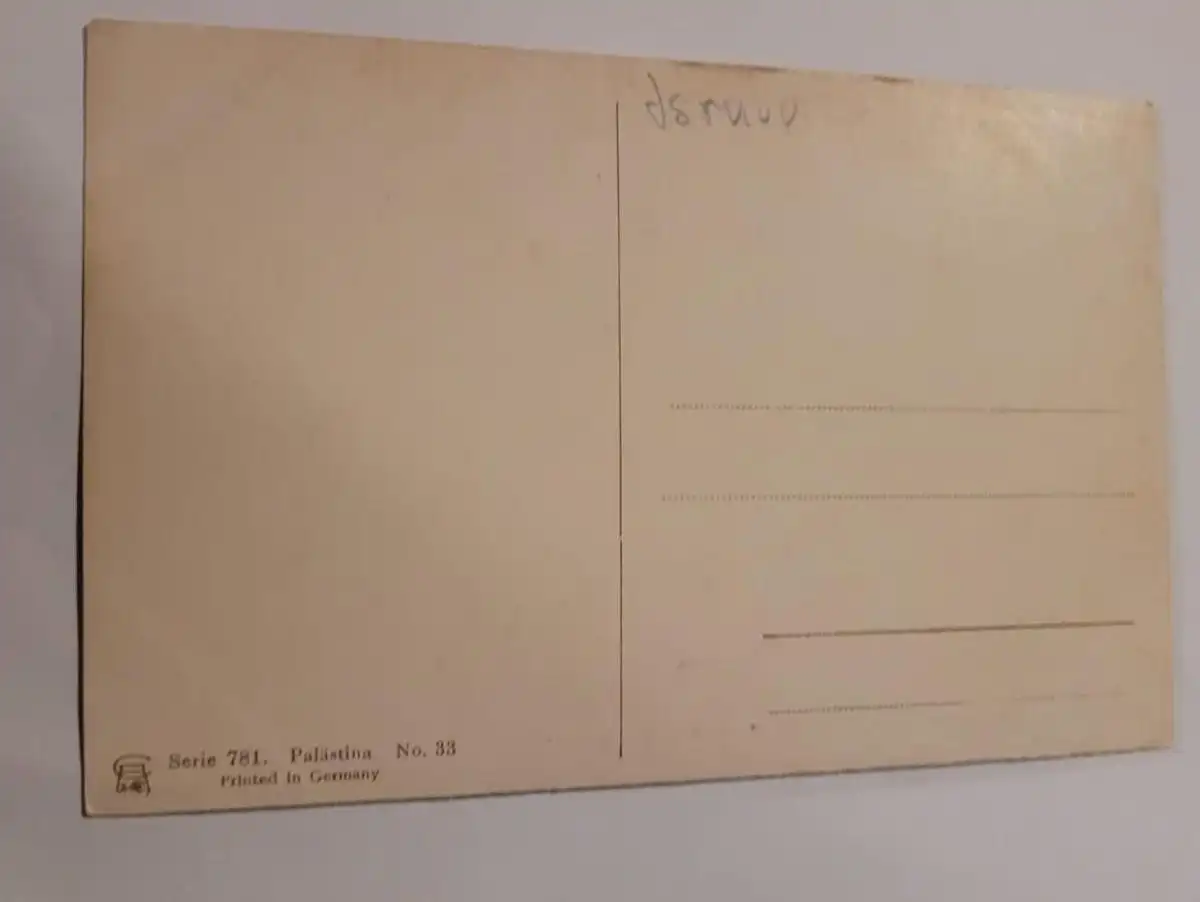 Serie 781. Palästina No. 33
Printed in Germany